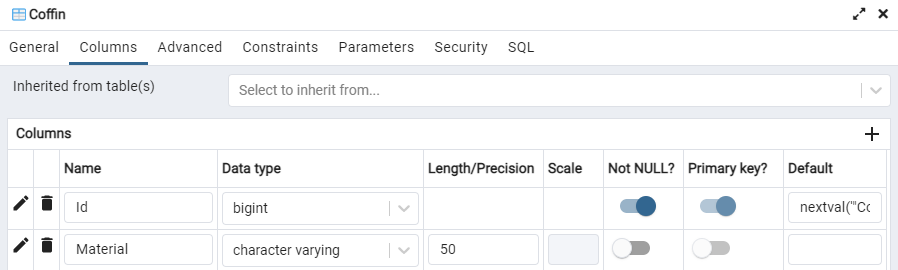 Coffin
General Columns Advanced Constraints Parameters Security SQL
Inherited from table(s) Select to inherit from...
Columns
Name Data type Length/Precision Scale Not NULL? Primary key? Default
Id bigint nextval('"Co
Material character varying 50